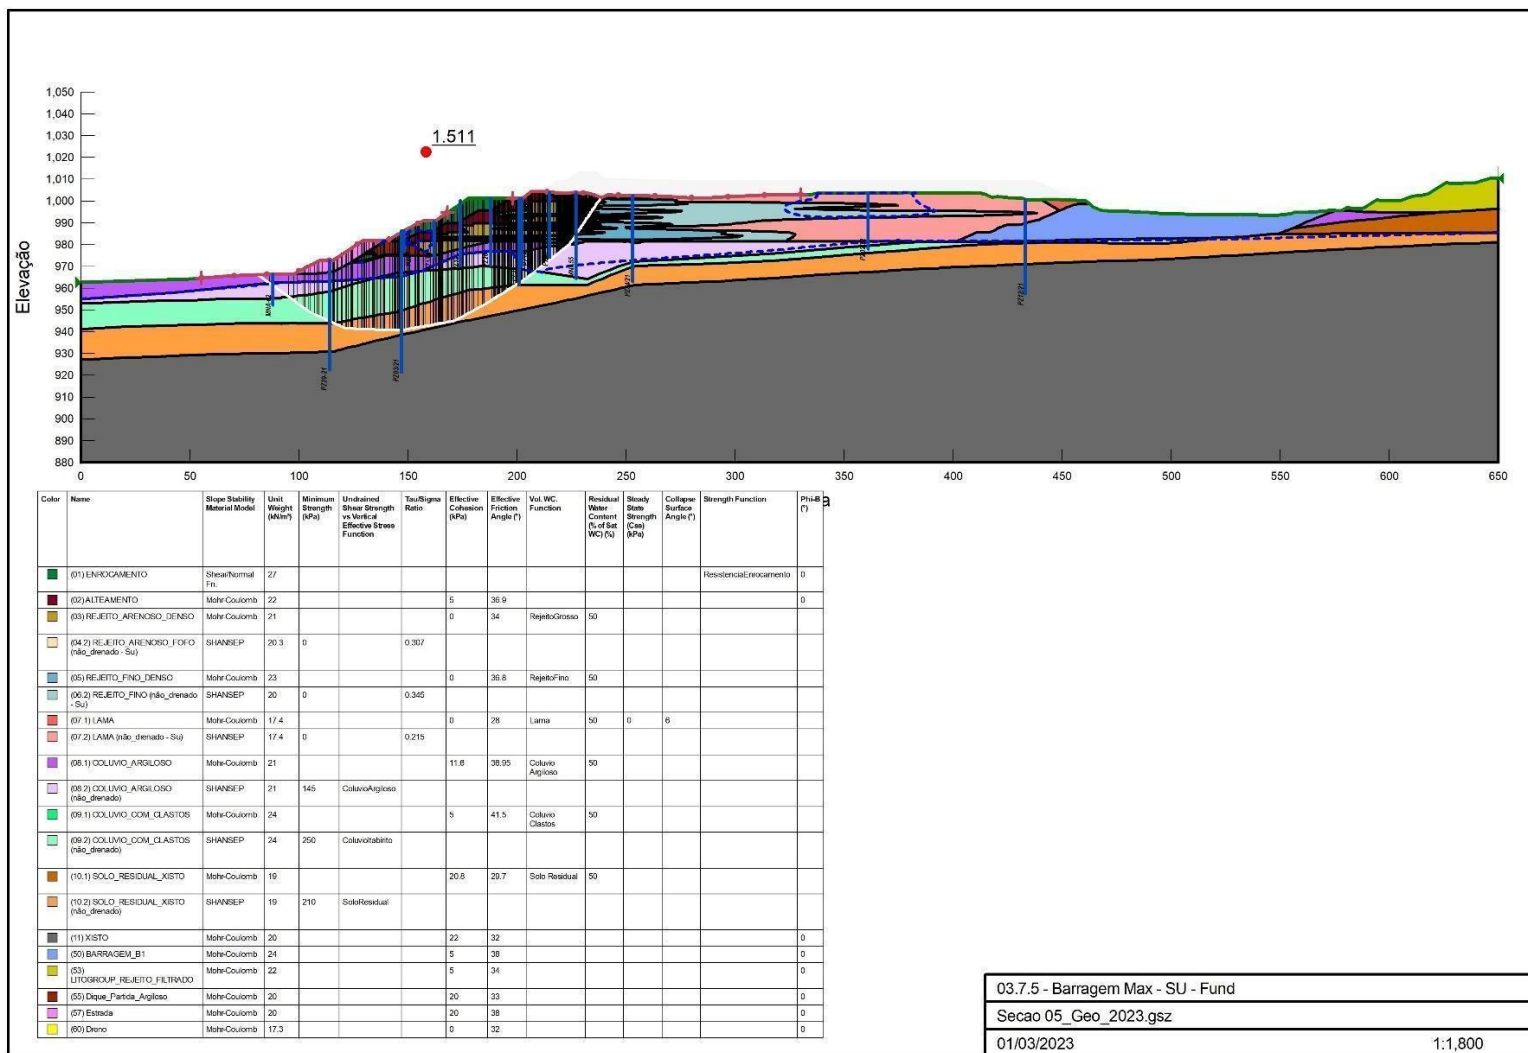 1.511
1,050
1,040
1,030
1,020
1,010
1,000
990
980
970
960
950
940
930
920
910
900
890
880
Elevação
PZ20-21
PZ03/21
PZ12/21
0 50 100 150 200 250 300 350 400 450 500 550 600 650
a
Color Name Slope Stability Material Model Unit Weight (kN/m³) Minimum Strength (kPa) Undrained Shear Strength vs Vertical Effective Stress Function Tau/Sigma Ratio Effective Cohesion (kPa) Effective Friction Angle (°) Vol. WC. Function Residual Water Content (% of Sat WC) (%) Steady State Strength (Css) (kPa) Collapse Surface Angle (°) Strength Function Phi-B (°)
(01) ENROCAMENTO Shear/Normal Fn. 27 ResistenciaEnrocamento 0
(02) ALTEAMENTO Mohr-Coulomb 22 5 36.9 0
(03) REJEITO_ARENOSO_DENSO Mohr-Coulomb 21 0 34 RejeitoGrosso 50
(04.2) REJEITO_ARENOSO_FOFO (não_drenado - Su) SHANSEP 20.3 0 0.307
(05) REJEITO_FINO_DENSO Mohr-Coulomb 23 0 36.8 RejeitoFino 50
(06.2) REJEITO_FINO (não_drenado - Su) SHANSEP 20 0 0.345
(07.1) LAMA Mohr-Coulomb 17.4 0 28 Lama 50 0 6
(07.2) LAMA (não_drenado - Su) SHANSEP 17.4 0 0.215
(08.1) COLUVIO_ARGILOSO Mohr-Coulomb 21 11.6 38.95 Coluvio Argiloso 50
(08.2) COLUVIO_ARGILOSO (não_drenado) SHANSEP 21 145 ColuvioArgiloso
(09.1) COLUVIO_COM_CLASTOS Mohr-Coulomb 24 5 41.5 Coluvio Clastos 50
(09.2) COLUVIO_COM_CLASTOS (não_drenado) SHANSEP 24 250 ColuvioItabirito
(10.1) SOLO_RESIDUAL_XISTO Mohr-Coulomb 19 20.8 29.7 Solo Residual 50
(10.2) SOLO_RESIDUAL_XISTO (não_drenado) SHANSEP 19 210 SoloResidual
(11) XISTO Mohr-Coulomb 20 22 32 0
(50) BARRAGEM_B1 Mohr-Coulomb 24 5 38 0
(53) LITOGROUP_REJEITO_FILTRADO Mohr-Coulomb 22 5 34 0
(55) Dique_Partida_Argiloso Mohr-Coulomb 20 20 33 0
(57) Estrada Mohr-Coulomb 20 20 38 0
(60) Dreno Mohr-Coulomb 17.3 0 32 0
03.7.5 - Barragem Max - SU - Fund
Secao 05_Geo_2023.gsz
01/03/2023 1:1,800